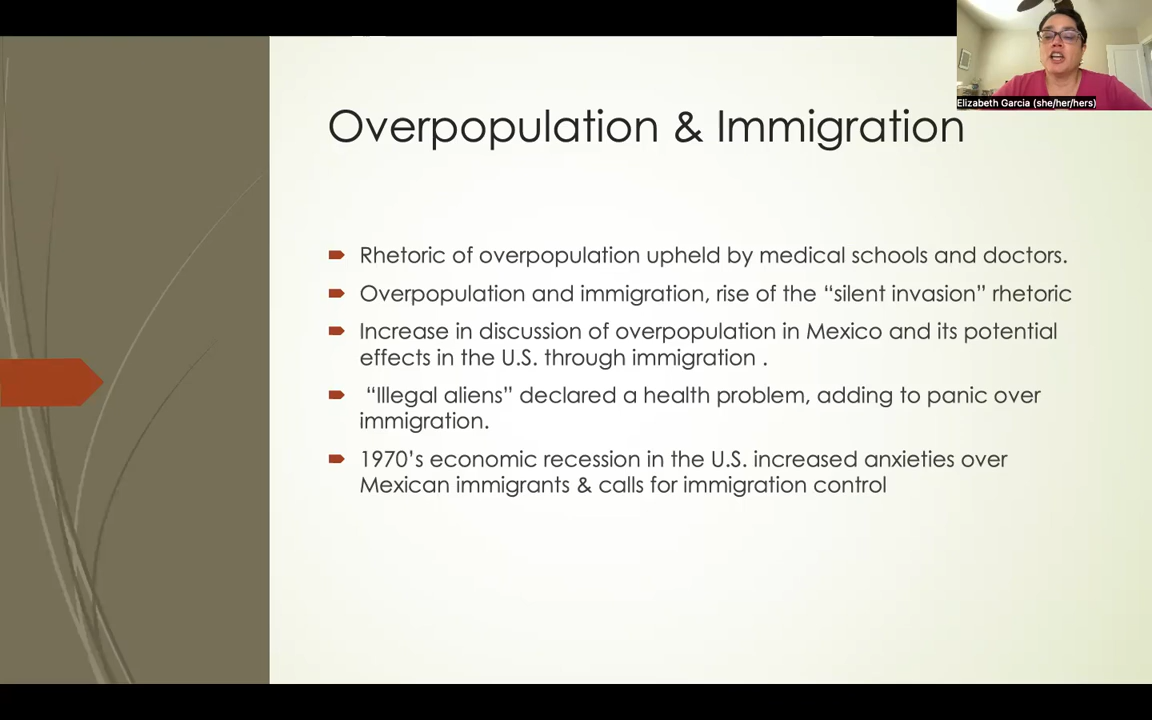 Elizabeth Garcia (she/her/hers)
Overpopulation & Immigration
Rhetoric of overpopulation upheld by medical schools and doctors.
Overpopulation and immigration, rise of the “silent invasion” rhetoric
Increase in discussion of overpopulation in Mexico and its potential
effects in the U.S. through immigration .
“Illegal aliens” declared a health problem, adding to panic over
immigration.
1970’s economic recession in the U.S. increased anxieties over
Mexican immigrants & calls for immigration control